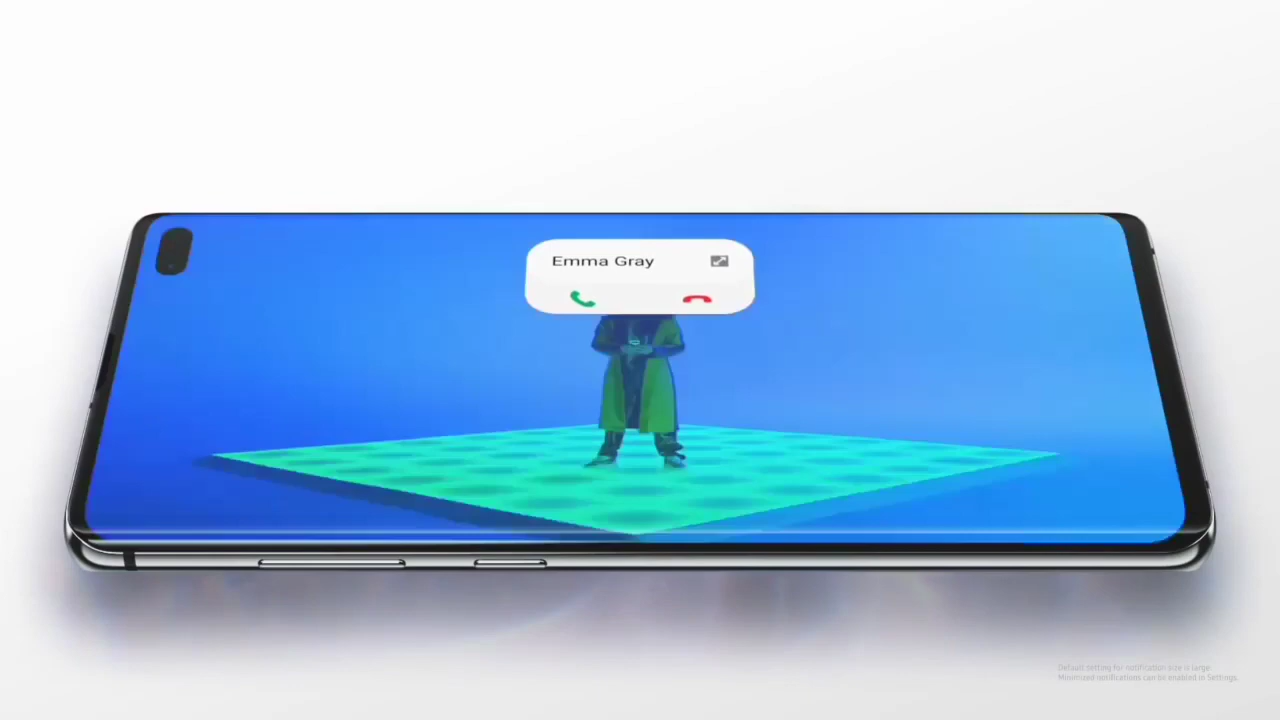 Emma Gray
Default setting for notification size is large.
Minimized notifications can be enabled in Settings.